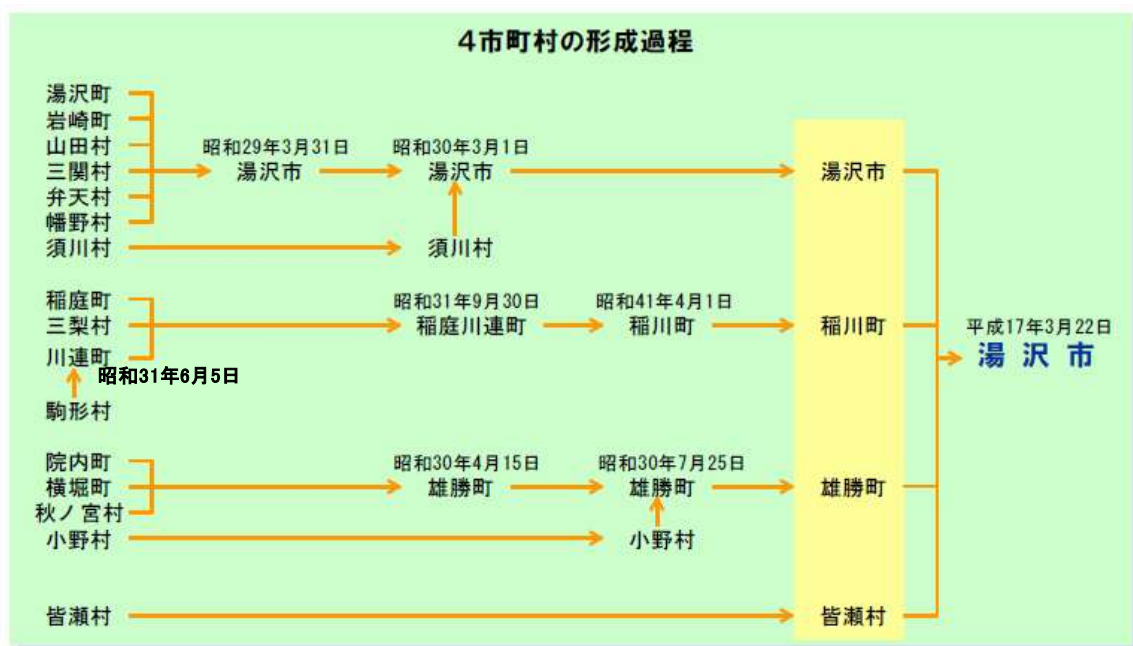 4市町村の形成過程
湯沢町
岩崎町
山田村
三関村
弁天村
幡野村
須川村
昭和29年3月31日
湯沢市
昭和30年3月1日
湯沢市
須川村
湯沢市
稲庭町
三梨村
川連町
昭和31年6月5日
駒形村
昭和31年9月30日
稲庭川連町
昭和41年4月1日
稲川町
稲川町
院内町
横堀町
秋ノ宮村
小野村
昭和30年4月15日
雄勝町
昭和30年7月25日
雄勝町
小野村
雄勝町
皆瀬村
皆瀬村
平成17年3月22日
湯沢市